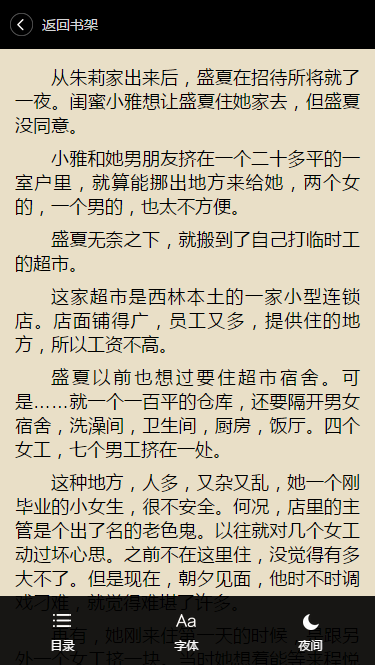 返回书架
从朱莉家出来后，盛夏在招待所将就了
一夜。闺蜜小雅想让盛夏住她家去，但盛夏
没同意。
小雅和她男朋友挤在一个二十多平的一
室户里，就算能挪出地方来给她，两个女
的，一个男的，也太不方便。
盛夏无奈之下，就搬到了自己打临时工
的超市。
这家超市是西林本土的一家小型连锁
店。店面铺得广，员工又多，提供住的地
方，所以工资不高。
盛夏以前也想过要住超市宿舍。可
是……就一个一百平的仓库，还要隔开男女
宿舍，洗澡间，卫生间，厨房，饭厅。四个
女工，七个男工挤在一处。
这种地方，人多，又杂又乱，她一个刚
毕业的小女生，很不安全。何况，店里的主
管是个出了名的老色鬼。以往就对几个女工
动过坏心思。之前不在这里住，没觉得有多
大不了。但是现在，朝夕见面，他时不时调
戏刁难，就觉得难堪了许多。
再有，她刚来住第一天的时候，是跟另
外一个女工挤一块。当时她想着能等来程悦
目录
Aa
字体
夜间